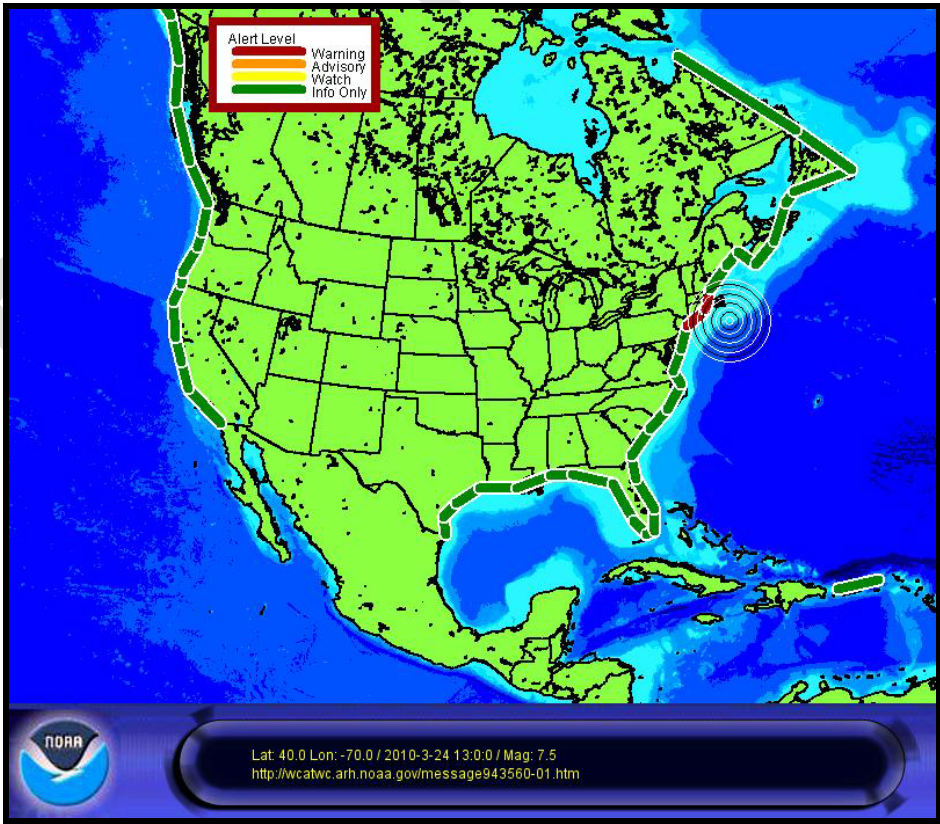 Alert Level
Warning
Advisory
Watch
Info Only
NOAA
Lat: 40.0 Lon: -70.0 / 2010-3-24 13:0:0 / Mag: 7.5
http://wcatwc.arh.noaa.gov/message943560-01.htm